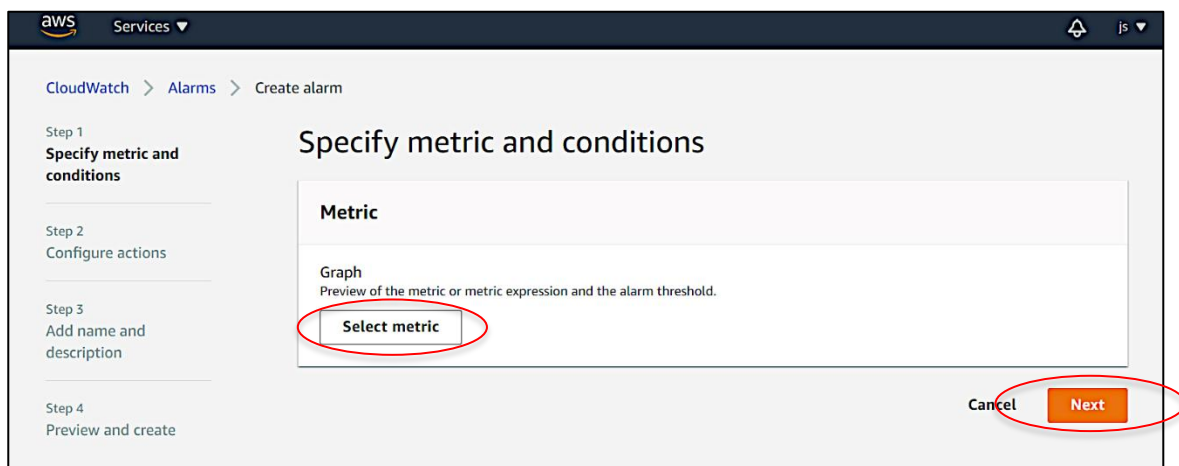 aws Services ▼ js ▼
CloudWatch > Alarms > Create alarm
Step 1
Specify metric and
conditions
Step 2
Configure actions
Step 3
Add name and
description
Step 4
Preview and create
Specify metric and conditions
Metric
Graph
Preview of the metric or metric expression and the alarm threshold.
Select metric
Cancel Next